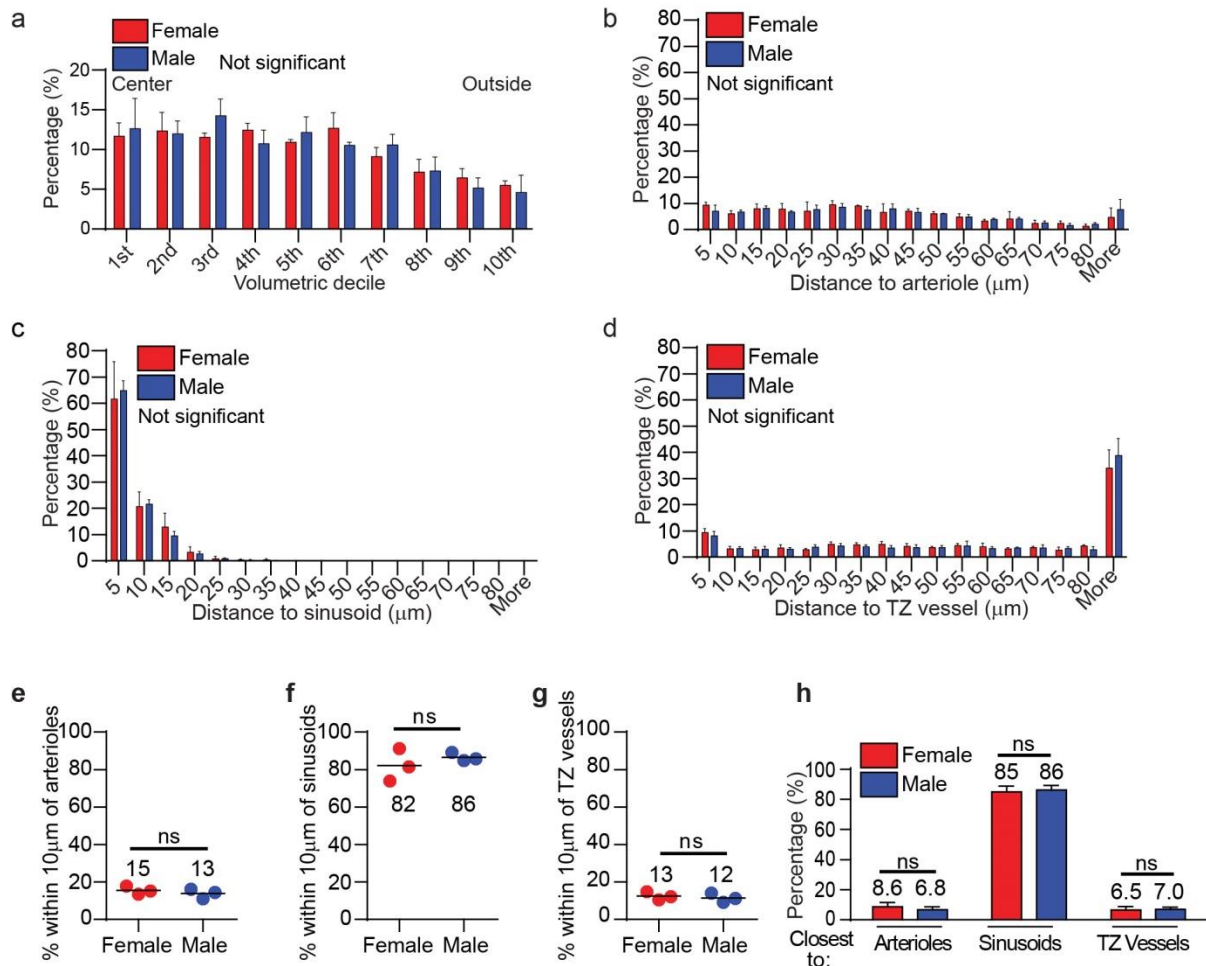 a
Female
Male
Not significant
Center
Outside
Percentage (%)
20
15
10
5
0
1st
2nd
3rd
4th
5th
6th
7th
8th
9th
10th
Volumetric decile
b
Female
Male
Not significant
Percentage (%)
80
70
60
50
40
30
20
10
0
5
10
15
20
25
30
35
40
45
50
55
60
65
70
75
80
More
Distance to arteriole (μm)
c
Female
Male
Not significant
Percentage (%)
80
70
60
50
40
30
20
10
0
5
10
15
20
25
30
35
40
45
50
55
60
65
70
75
80
More
Distance to sinusoid (μm)
d
Female
Male
Not significant
Percentage (%)
80
70
60
50
40
30
20
10
0
5
10
15
20
25
30
35
40
45
50
55
60
65
70
75
80
More
Distance to TZ vessel (μm)
e
% within 10μm of arterioles
100
80
60
40
20
0
ns
15
13
Female
Male
f
% within 10μm of sinusoids
100
80
60
40
20
0
ns
82
86
Female
Male
g
% within 10μm of TZ vessels
100
80
60
40
20
0
ns
13
12
Female
Male
h
Female
Male
Percentage (%)
100
80
60
40
20
0
ns
8.6
6.8
ns
85
86
ns
6.5
7.0
Closest to:
Arterioles
Sinusoids
TZ Vessels